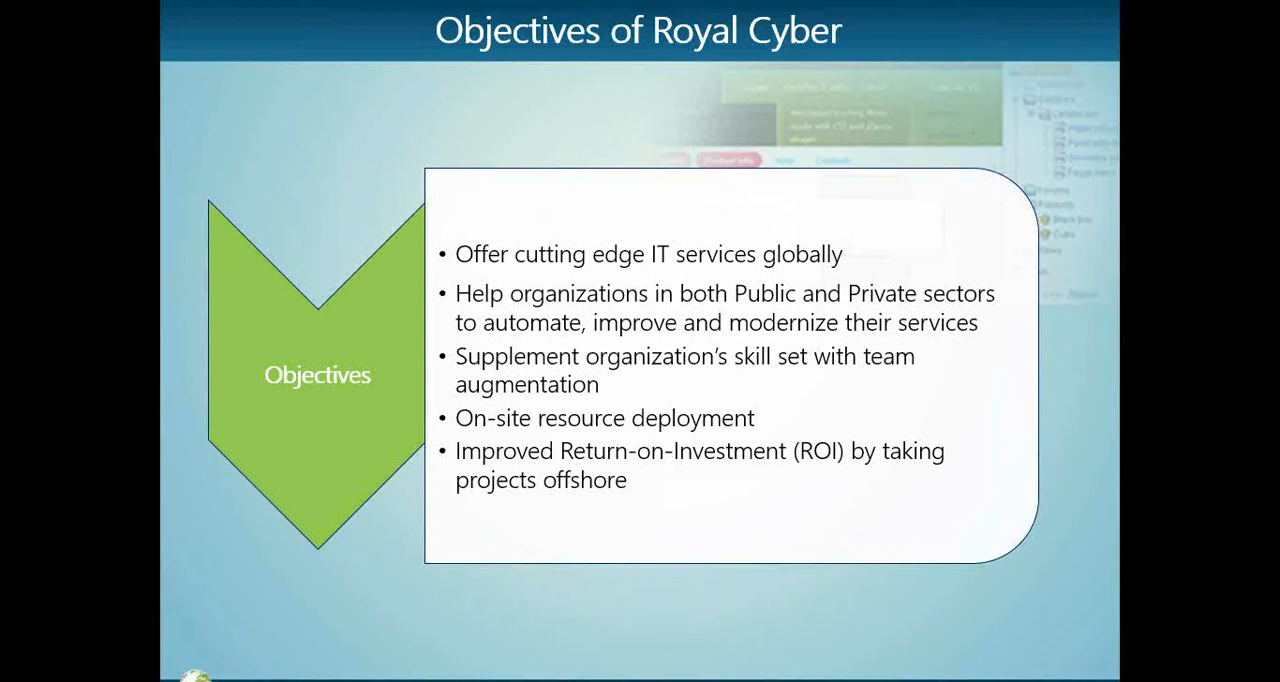 Objectives of Royal Cyber
Objectives
• Offer cutting edge IT services globally
• Help organizations in both Public and Private sectors
to automate, improve and modernize their services
• Supplement organization’s skill set with team
augmentation
• On-site resource deployment
• Improved Return-on-Investment (ROI) by taking
projects offshore